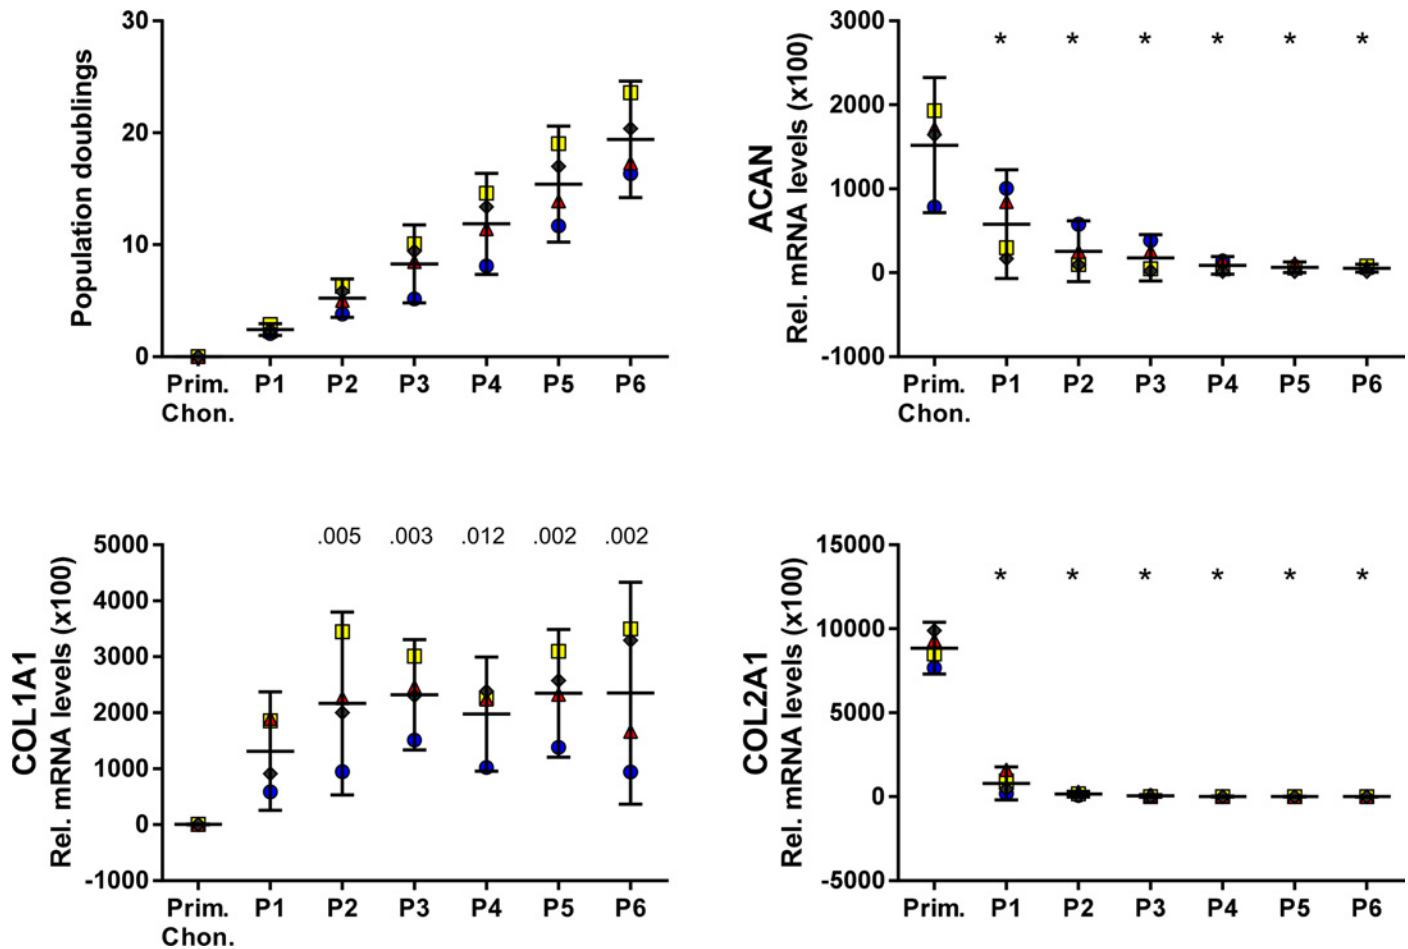 Population doublings
30
20
10
0
Prim. Chon. P1 P2 P3 P4 P5 P6
ACAN
Rel. mRNA levels (x100)
3000
2000
1000
0
-1000
* * * * * *
Prim. Chon. P1 P2 P3 P4 P5 P6
COL1A1
Rel. mRNA levels (x100)
5000
4000
3000
2000
1000
0
-1000
.005 .003 .012 .002 .002
Prim. Chon. P1 P2 P3 P4 P5 P6
COL2A1
Rel. mRNA levels (x100)
15000
10000
5000
0
-5000
* * * * * *
Prim. P1 P2 P3 P4 P5 P6